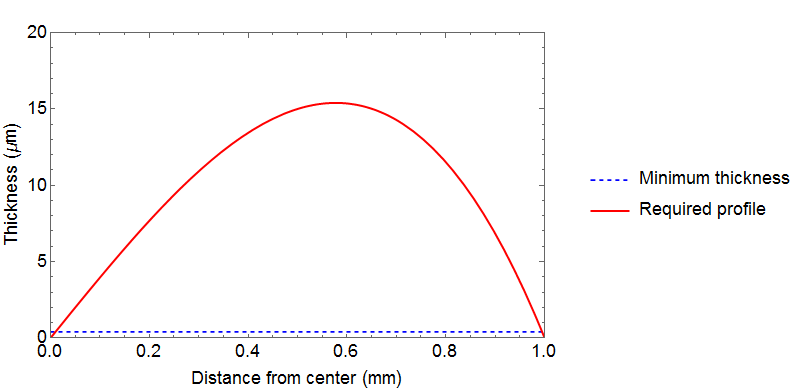 20
15
10
5
0
Thickness (μm)
0.0 0.2 0.4 0.6 0.8 1.0
Distance from center (mm)
Minimum thickness
Required profile